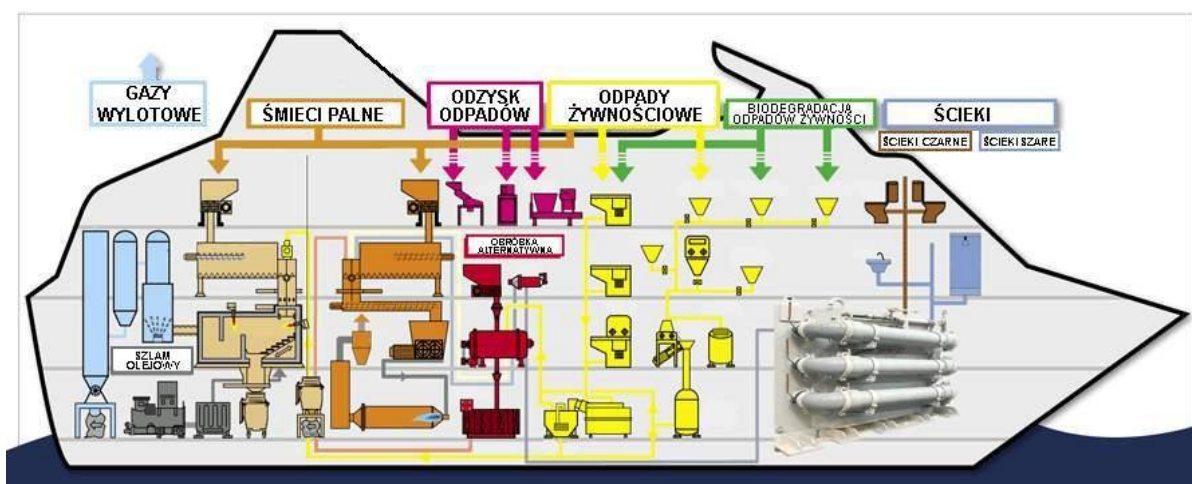 GAZY
WYLOTOWE
ŚMIECI PALNE
ODZYSK
ODPADÓW
ODPADY
ŻYWNOŚCIOWE
BIODEGRADACJA
ODPADÓW ŻYWNOŚCI
ŚCIEKI
ŚCIEKI CZARNE
ŚCIEKI SZARE
OBRÓBKA
ALTERNATYWNA
SZLAM
OLEJOWY